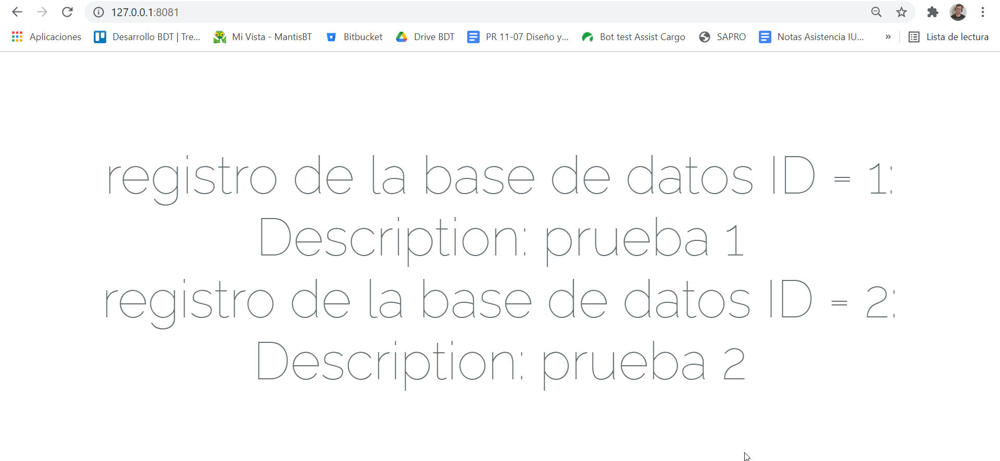 127.0.0.1:8081
Aplicaciones Desarrollo BDT | Tre... Mi Vista - MantisBT Bitbucket Drive BDT PR 11-07 Diseño y... Bot test Assist Cargo SAPRO Notas Asistencia IU... » Lista de lectura
registro de la base de datos ID = 1:
Description: prueba 1
registro de la base de datos ID = 2:
Description: prueba 2